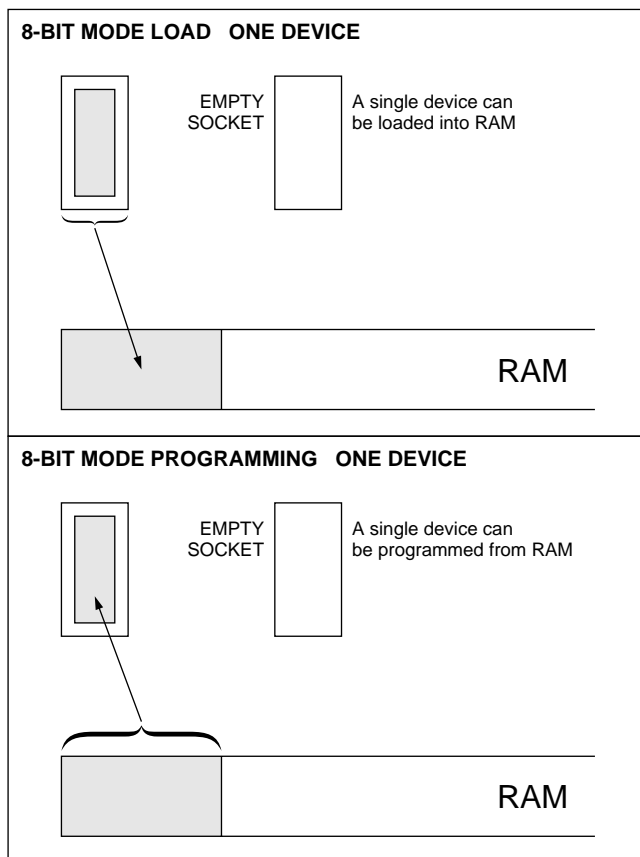 8-BIT MODE LOAD ONE DEVICE
EMPTY
SOCKET
A single device can
be loaded into RAM
RAM
8-BIT MODE PROGRAMMING ONE DEVICE
EMPTY
SOCKET
A single device can
be programmed from RAM
RAM